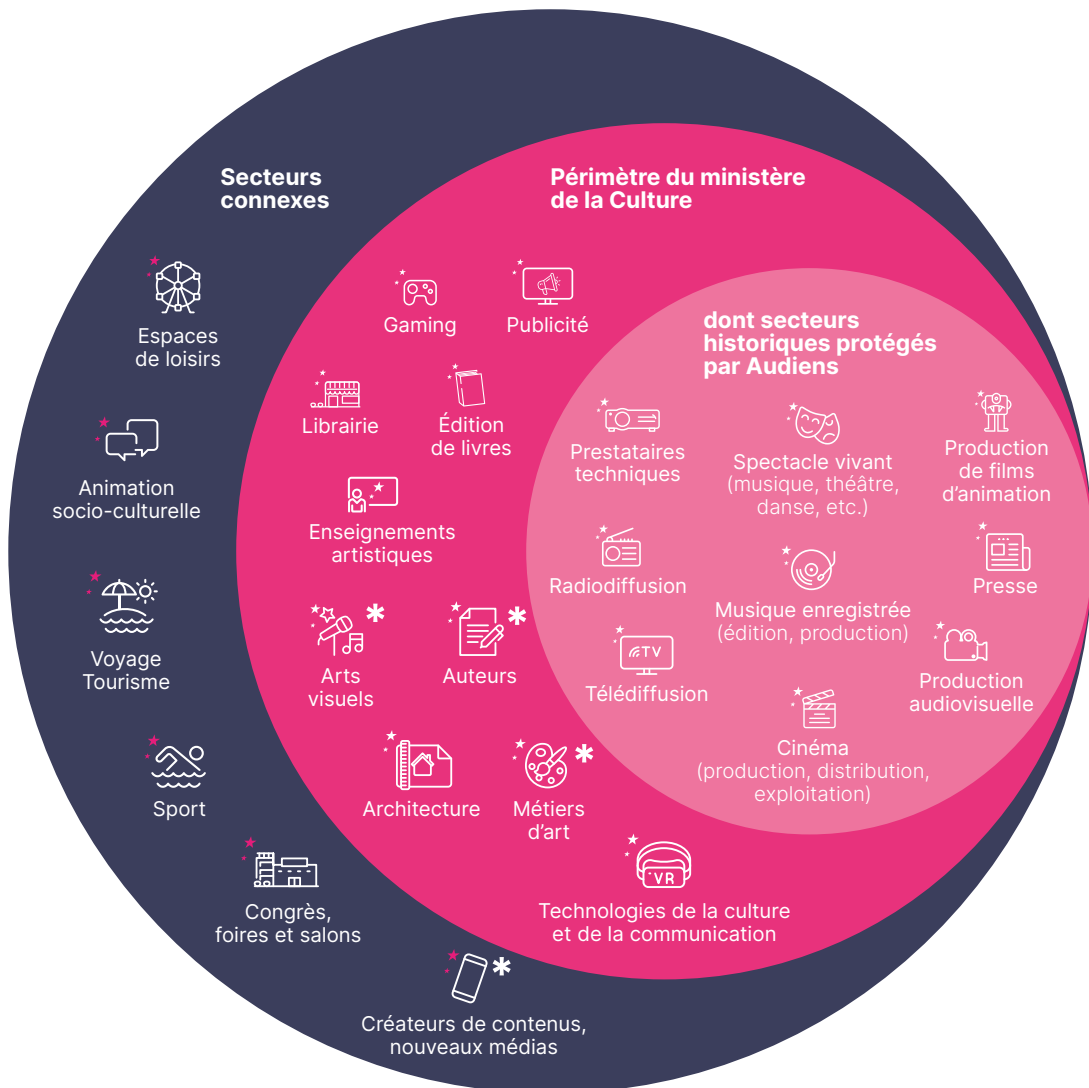 Secteurs
connexes
Espaces
de loisirs
Animation
socio-culturelle
Voyage
Tourisme
Sport
Congrès,
foires et salons
*
Créateurs de contenus,
nouveaux médias
Périmètre du ministère
de la Culture
Gaming
Publicité
Librairie
Édition
de livres
Enseignements
artistiques
*
Arts
visuels
*
Auteurs
Architecture
*
Métiers
d'art
VR
Technologies de la culture
et de la communication
dont secteurs
historiques protégés
par Audiens
Prestataires
techniques
Spectacle vivant
(musique, théâtre,
danse, etc.)
Production
de films
d'animation
Radiodiffusion
Musique enregistrée
(édition, production)
Presse
TV
Télédiffusion
Production
audiovisuelle
Cinéma
(production, distribution,
exploitation)